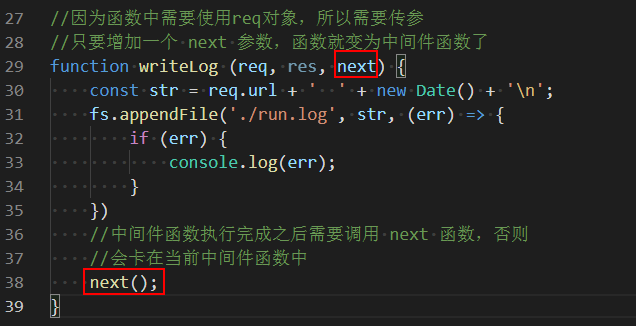 27 //因为函数中需要使用req对象，所以需要传参
28 //只要增加一个 next 参数，函数就变为中间件函数了
29 function writeLog (req, res, next) {
30 const str = req.url + '  ' + new Date() + '\n';
31 fs.appendFile('./run.log', str, (err) => {
32 if (err) {
33 console.log(err);
34 }
35 })
36 //中间件函数执行完成之后需要调用 next 函数，否则
37 //会卡在当前中间件函数中
38 next();
39 }